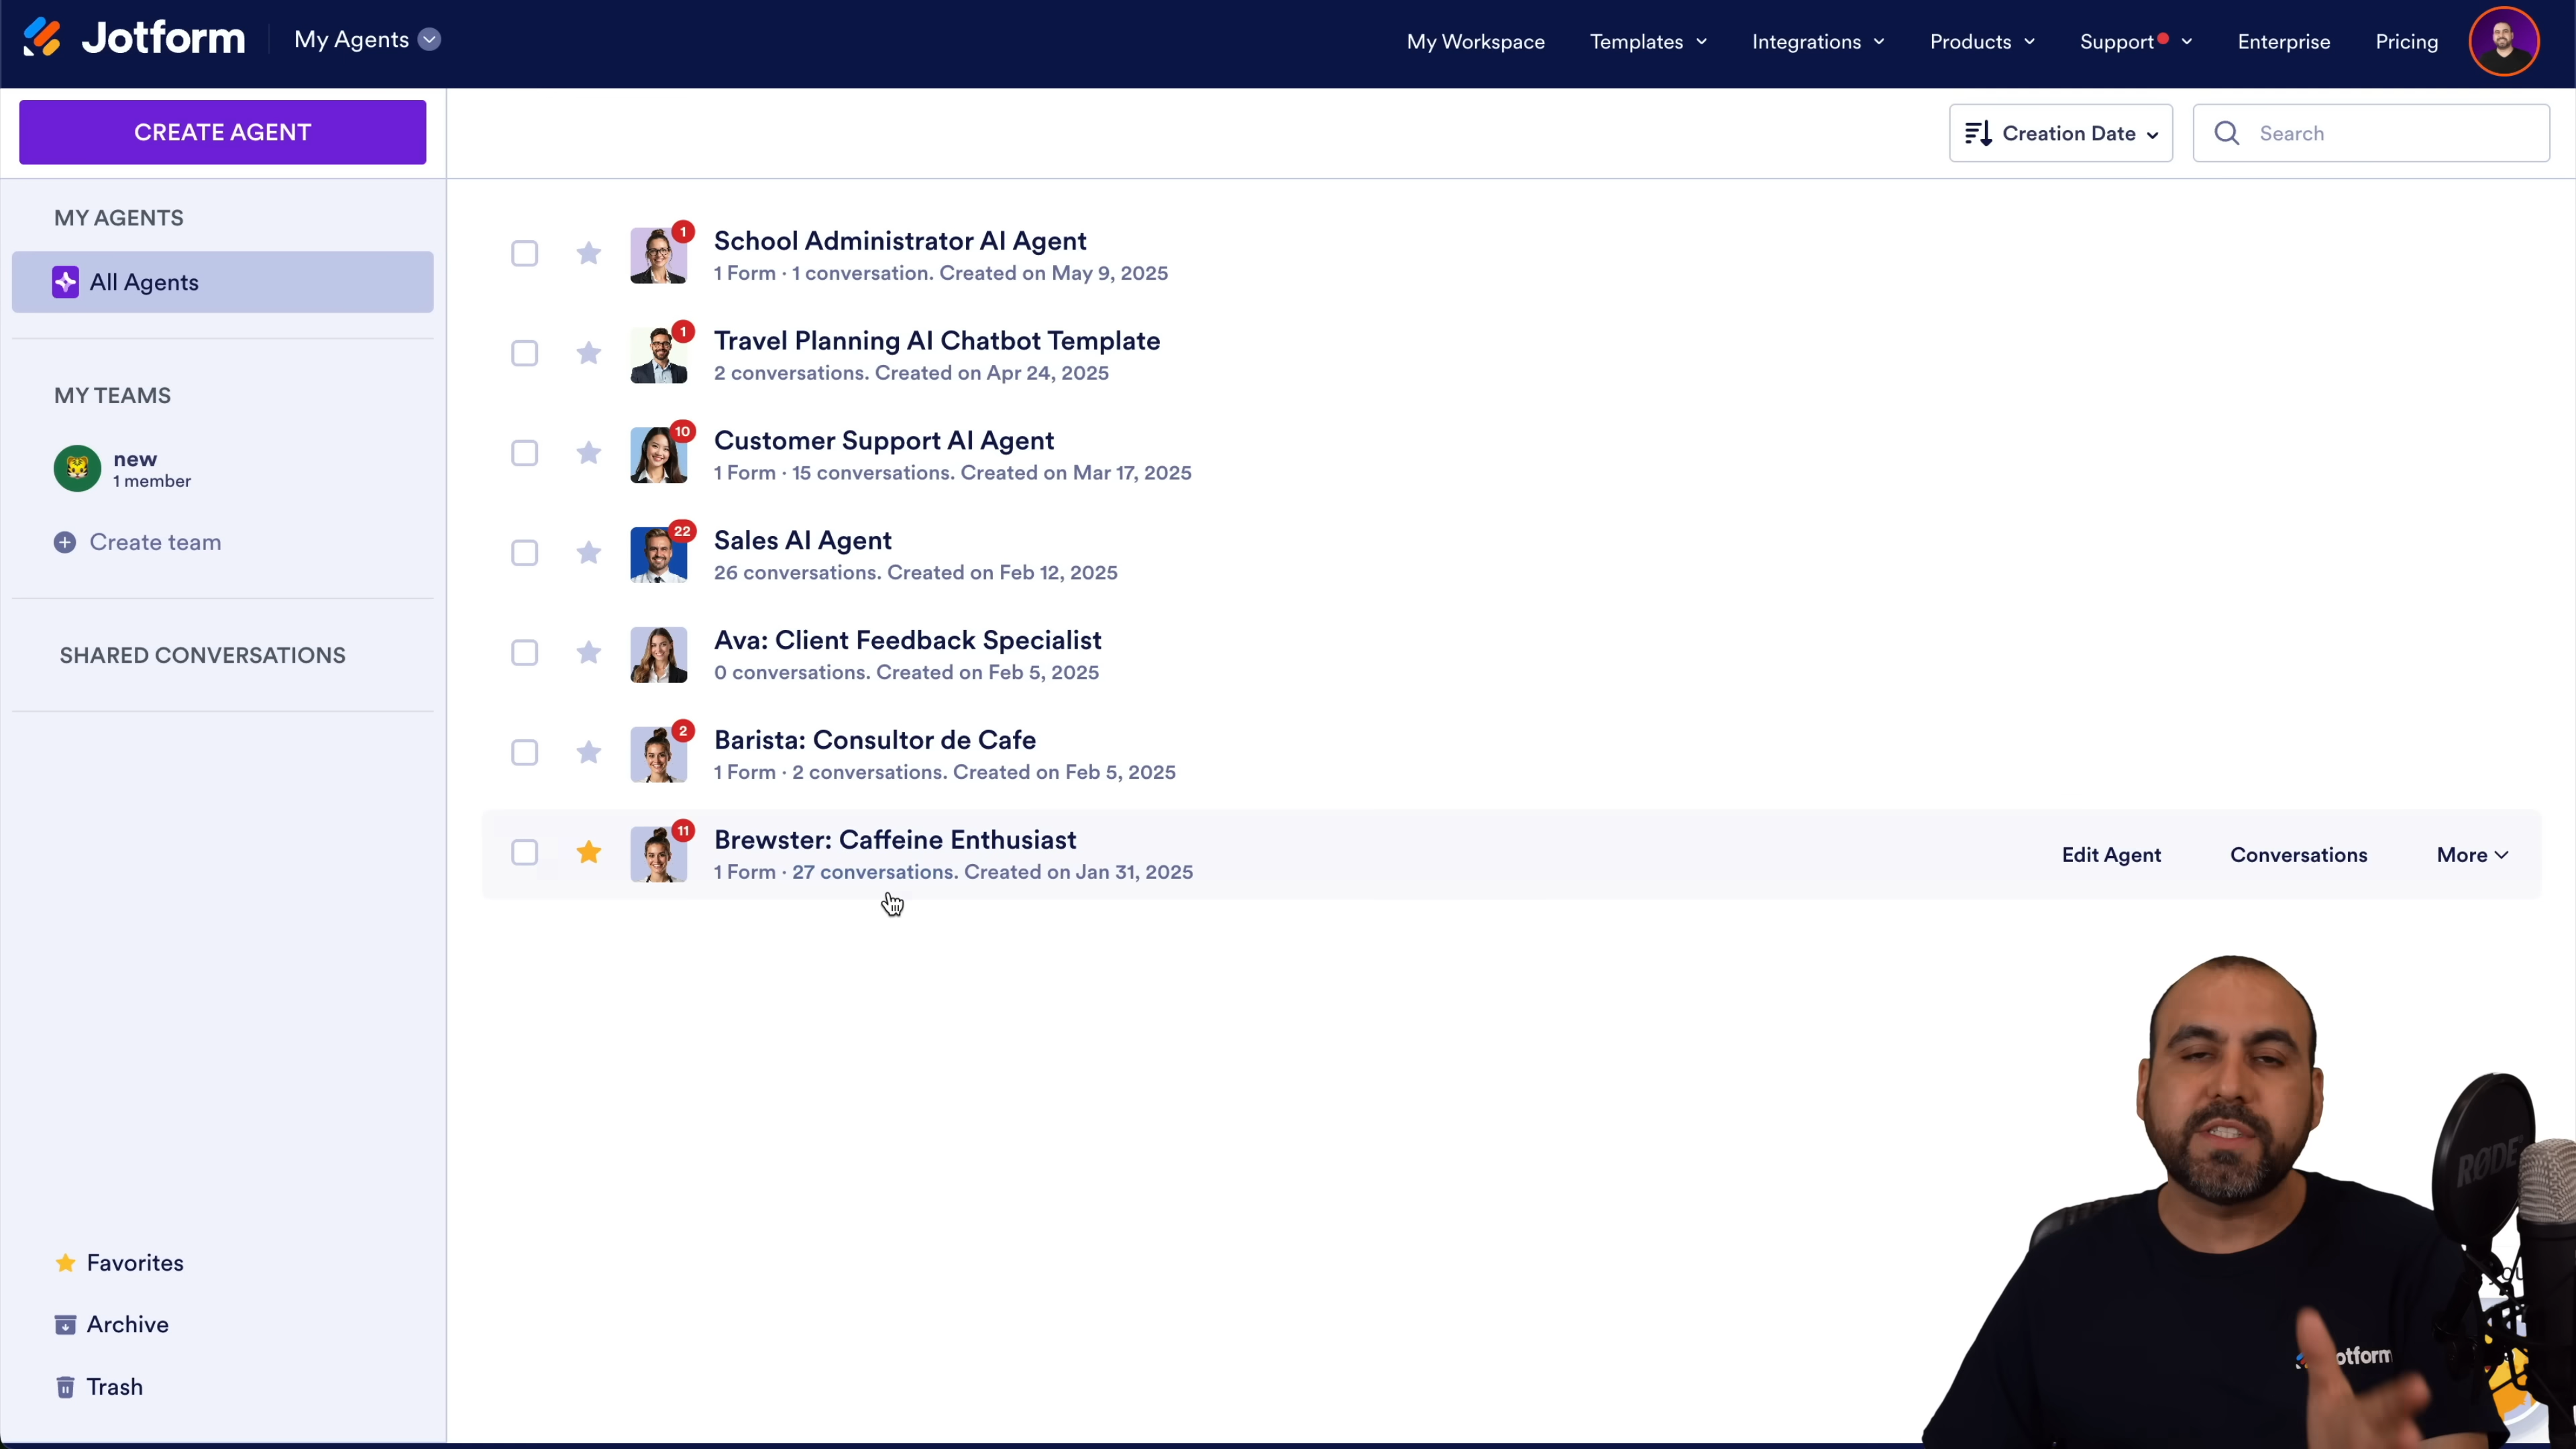 Jotform
My Agents
My Workspace
Templates
Integrations
Products
Support
Enterprise
Pricing
CREATE AGENT
Creation Date
Search
MY AGENTS
All Agents
MY TEAMS
new
1 member
Create team
SHARED CONVERSATIONS
Favorites
Archive
Trash
1
School Administrator AI Agent
1 Form · 1 conversation. Created on May 9, 2025
1
Travel Planning AI Chatbot Template
2 conversations. Created on Apr 24, 2025
10
Customer Support AI Agent
1 Form · 15 conversations. Created on Mar 17, 2025
22
Sales AI Agent
26 conversations. Created on Feb 12, 2025
Ava: Client Feedback Specialist
0 conversations. Created on Feb 5, 2025
2
Barista: Consultor de Cafe
1 Form · 2 conversations. Created on Feb 5, 2025
11
Brewster: Caffeine Enthusiast
1 Form · 27 conversations. Created on Jan 31, 2025
Edit Agent
Conversations
More
RØDE